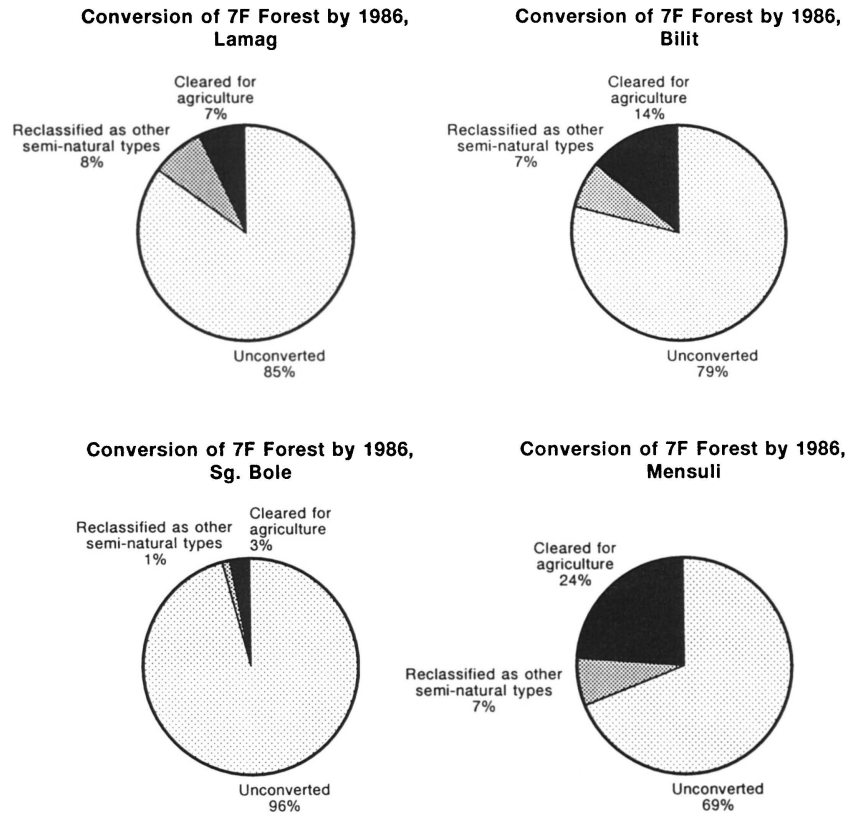 Conversion of 7F Forest by 1986,
Lamag
Cleared for
agriculture
7%
Reclassified as other
semi-natural types
8%
Unconverted
85%
Conversion of 7F Forest by 1986,
Bilit
Cleared for
agriculture
14%
Reclassified as other
semi-natural types
7%
Unconverted
79%
Conversion of 7F Forest by 1986,
Sg. Bole
Cleared for
agriculture
3%
Reclassified as other
semi-natural types
1%
Unconverted
96%
Conversion of 7F Forest by 1986,
Mensuli
Cleared for
agriculture
24%
Reclassified as other
semi-natural types
7%
Unconverted
69%